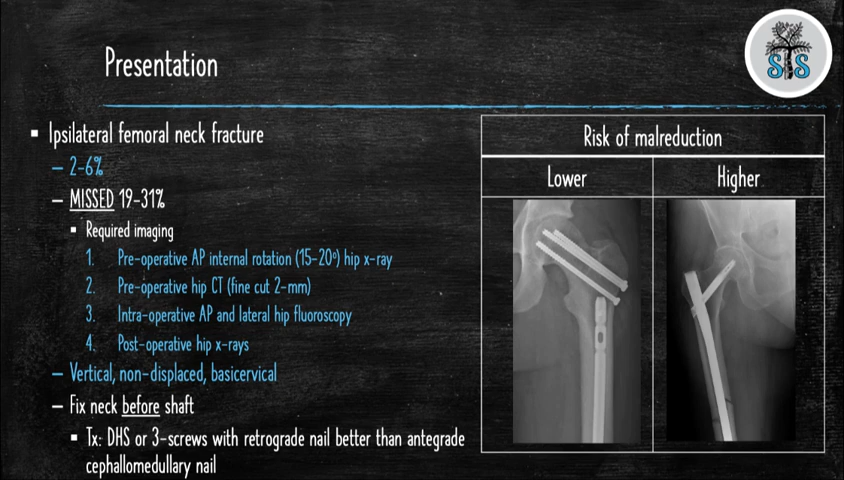 Presentation
STS
▪ Ipsilateral femoral neck fracture
– 2-6%
– MISSED 19-31%
▪ Required imaging
1. Pre-operative AP internal rotation (15-20°) hip x-ray
2. Pre-operative hip CT (fine cut 2-mm)
3. Intra-operative AP and lateral hip fluoroscopy
4. Post-operative hip x-rays
– Vertical, non-displaced, basicervical
– Fix neck before shaft
▪ Tx: DHS or 3-screws with retrograde nail better than antegrade
cephallomedullary nail
Risk of malreduction
Lower
Higher